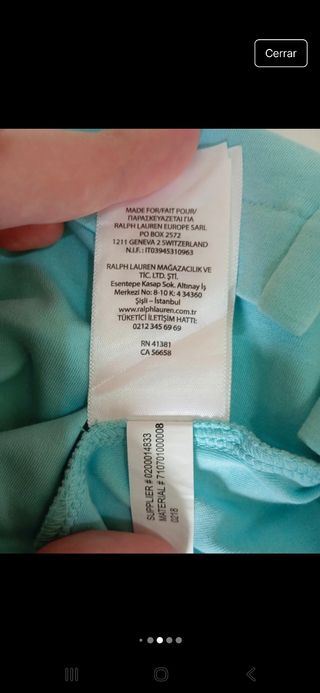 Cerrar
MADE FOR/FAIT POUR/
ΠΑΡΑΣΚΕΥΑΖΕΤΑΙ ΓΙΑ
RALPH LAUREN EUROPE SARL
PO BOX 2572
1211 GENEVA 2 SWITZERLAND
N.I.F.: IT03945310963
RALPH LAUREN MAĞAZACILIK VE
TİC. LTD. ŞTİ.
Esentepe Kasap Sok. Altınay İş
Merkezi No: 8-10 K: 4 34360
Şişli – İstanbul
www.ralphlauren.com.tr
TÜKETİCİ İLETİŞİM HATTI:
0212 345 69 69
RN 41381
CA 56658
SUPPLIER # 0200014833
MATERIAL # 710701000008
0218